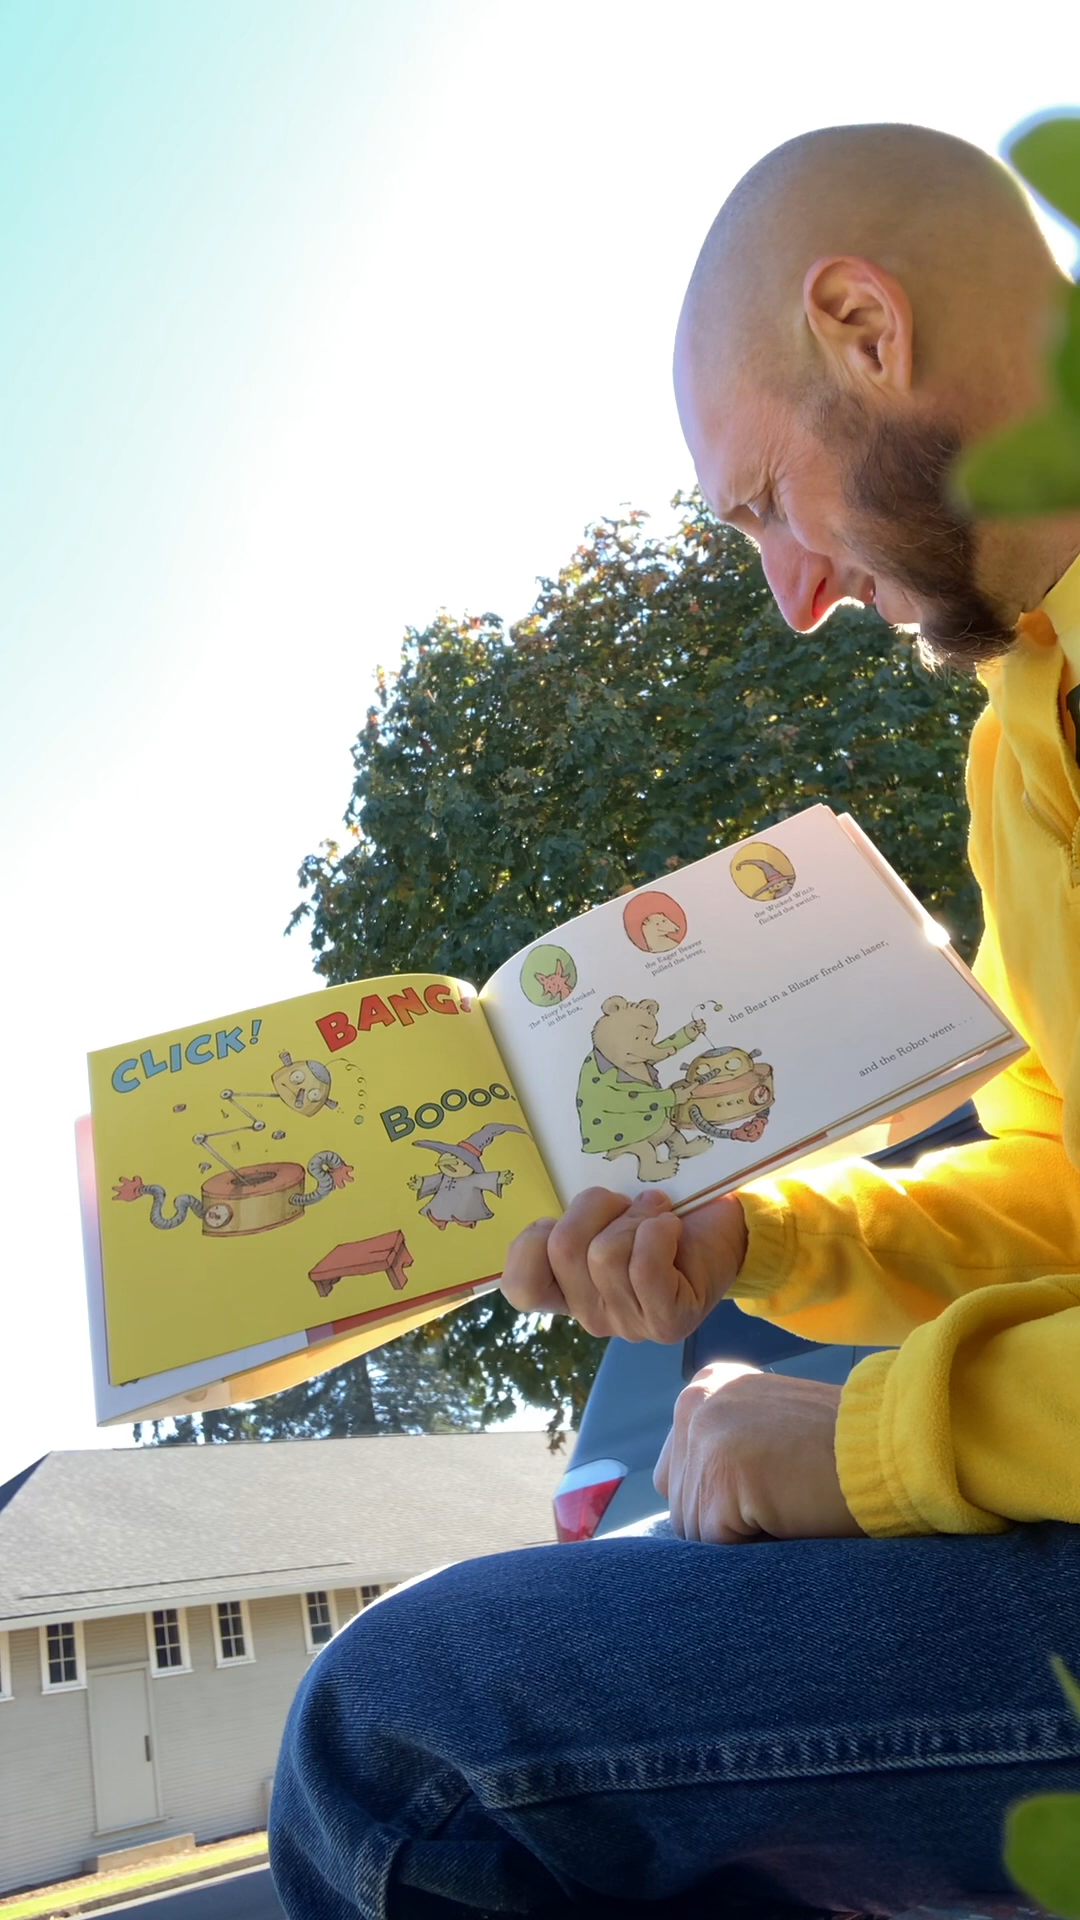 CLICK!
BANG!
BOOOO,
The Nosy Fox looked
in the box,
the Eager Beaver
pulled the lever,
the Wicked Witch
flicked the switch,
the Bear in a Blazer fired the laser,
and the Robot went . . .